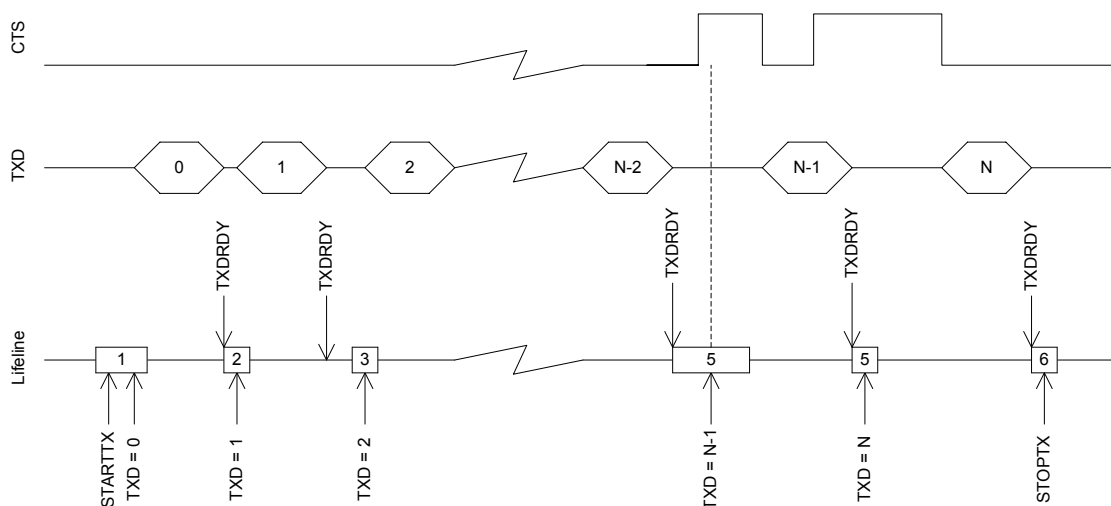 CTS
TXD
0
1
2
N-2
N-1
N
TXDRDY
TXDRDY
TXDRDY
TXDRDY
TXDRDY
Lifeline
1
2
3
5
5
6
STARTTX
TXD = 0
TXD = 1
TXD = 2
TXD = N-1
TXD = N
STOPTX